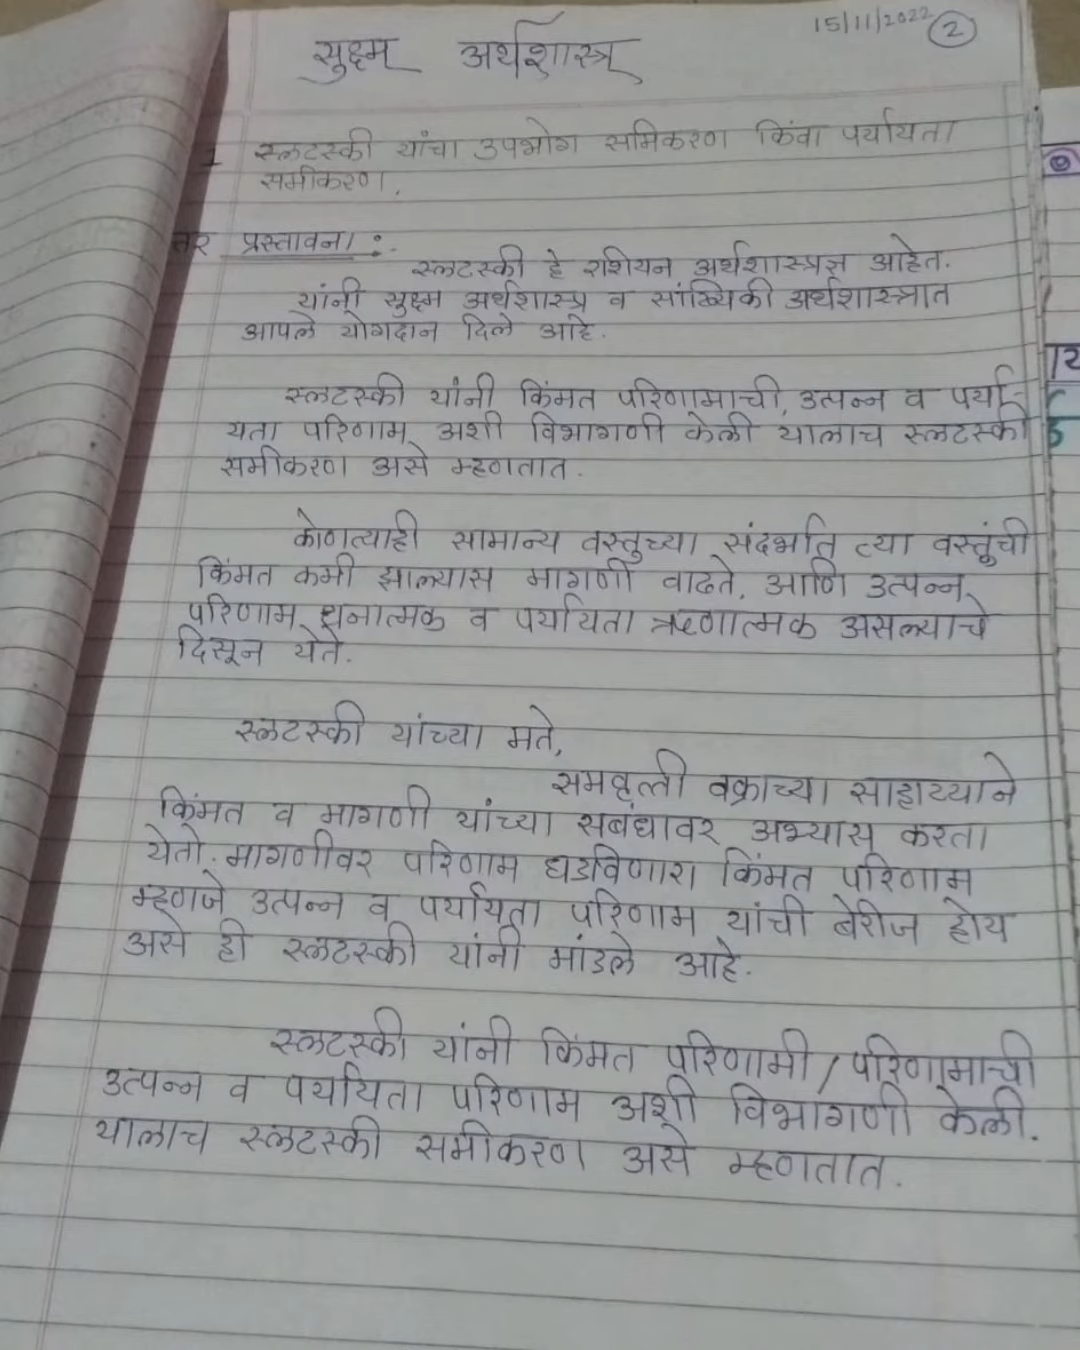 15/11/2022 2
सुक्ष्म अर्थशास्त्र
1 स्लटस्की यांचा उपभोग समिकरण किंवा पर्यायता
समीकरण.
त्तर प्रस्तावना :-
स्लटस्की हे रशियन अर्थशास्त्रज्ञ आहेत.
यांनी सुक्ष्म अर्थशास्त्र व सांख्यिकी अर्थशास्त्रात
आपले योगदान दिले आहे.
स्लटस्की यांनी किंमत परिणामाची, उत्पन्न व पर्या-
यता परिणाम अशी विभागणी केली यालाच स्लटस्की
समीकरण असे म्हणतात.
कोणत्याही सामान्य वस्तुच्या संदर्भात त्या वस्तूंची
किंमत कमी झाल्यास मागणी वाढते. आणि उत्पन्न
परिणाम धनात्मक व पर्यायता ऋणात्मक असल्याचे
दिसून येते.
स्लटस्की यांच्या मते,
समवृत्ती वक्राच्या साहाय्याने
किंमत व मागणी यांच्या सबंधावर अभ्यास करता
येतो. मागणीवर परिणाम घडविणारा किंमत परिणाम
म्हणजे उत्पन्न व पर्यायता परिणाम यांची बेरीज होय
असे ही स्लटस्की यांनी मांडले आहे.
स्लटस्की यांनी किंमत परिणामी / परिणामाची
उत्पन्न व पर्यायता परिणाम अशी विभागणी केली.
यालाच स्लटस्की समीकरण असे म्हणतात.